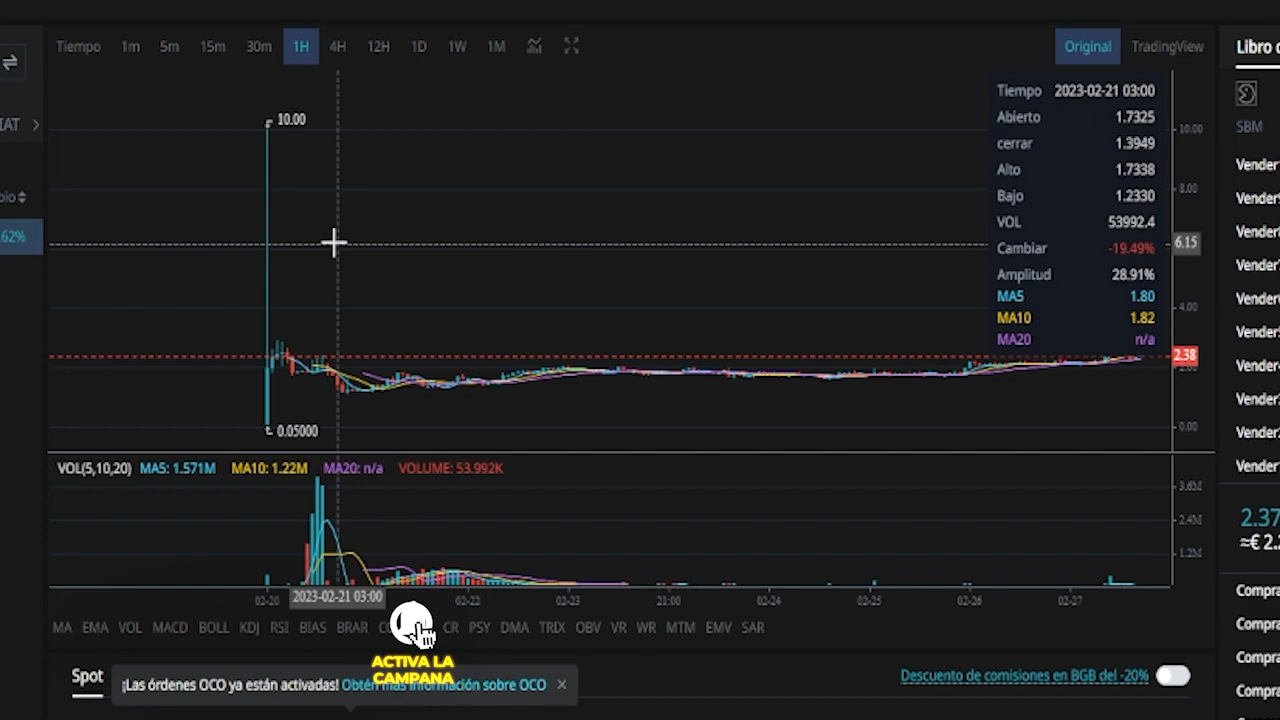 Tiempo 1m 5m 15m 30m 1H 4H 12H 1D 1W 1M Original TradingView
Libro d
IAT
SBM
.62%
Tiempo 2023-02-21 03:00
Abierto 1.7325
cerrar 1.3949
Alto 1.7338
Bajo 1.2330
VOL 53992.4
Cambiar -19.49%
Amplitud 28.91%
MA5 1.80
MA10 1.82
MA20 n/a
10.00
0.05000
10.00
8.00
6.15
4.00
2.38
0.00
VOL(5,10,20) MA5: 1.571M MA10: 1.22M MA20: n/a VOLUME: 53.992K
3.6M
2.4M
1.2M
02-20 2023-02-21 03:00 02-22 02-23 21:00 02-24 02-25 02-26 02-27
MA EMA VOL MACD BOLL KDJ RSI BIAS BRAR CR PSY DMA TRIX OBV VR WR MTM EMV SAR
ACTIVA LA
CAMPANA
Spot
¡Las órdenes OCO ya están activadas! Obtén más información sobre OCO
Descuento de comisiones en BGB del -20%
Vender
Vender
Vender
Vender
Vender
Vender
Vender
Vender
Vender
Vender
2.37
≈€ 2.
Compra
Compra
Compra
Compra